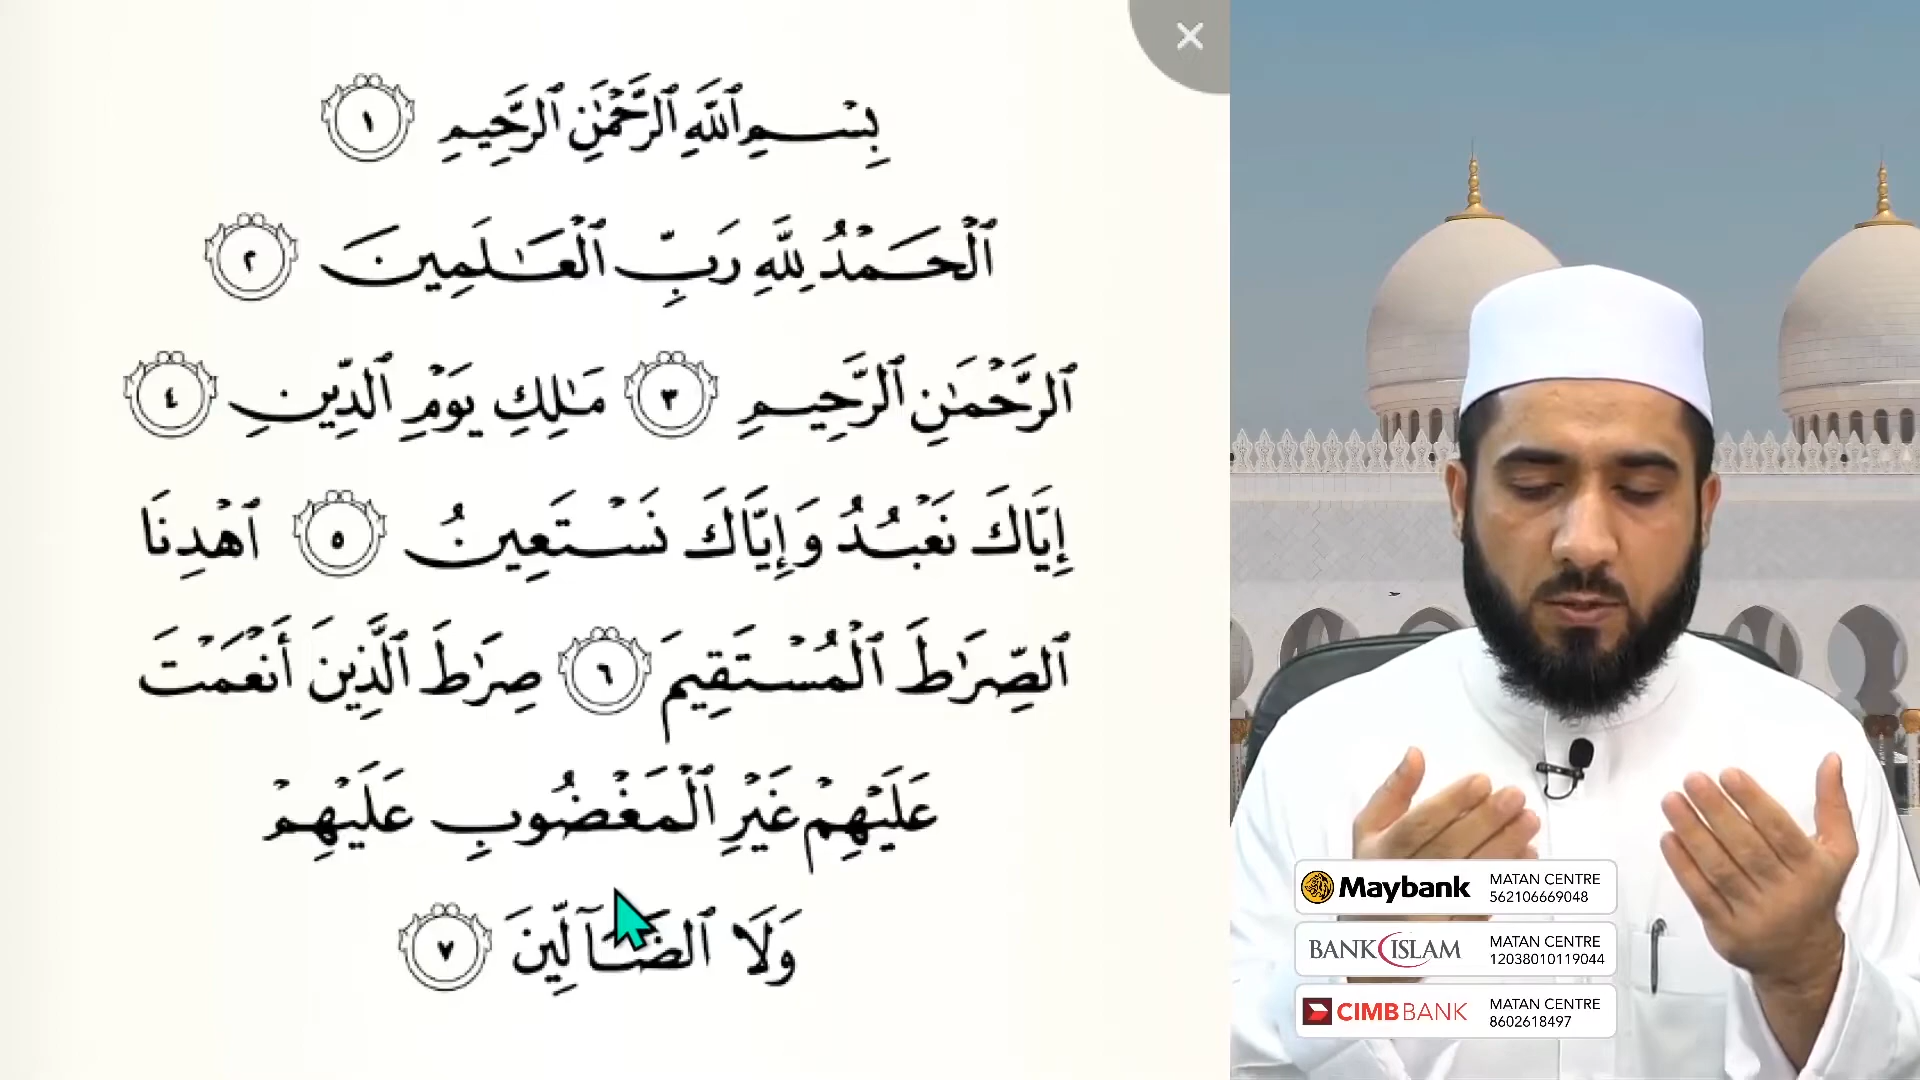 بِسْمِ ٱللَّهِ ٱلرَّحْمَٰنِ ٱلرَّحِيمِ ١
ٱلْحَمْدُ لِلَّهِ رَبِّ ٱلْعَٰلَمِينَ ٢
ٱلرَّحْمَٰنِ ٱلرَّحِيمِ ٣ مَٰلِكِ يَوْمِ ٱلدِّينِ ٤
إِيَّاكَ نَعْبُدُ وَإِيَّاكَ نَسْتَعِينُ ٥ ٱهْدِنَا
ٱلصِّرَٰطَ ٱلْمُسْتَقِيمَ ٦ صِرَٰطَ ٱلَّذِينَ أَنْعَمْتَ
عَلَيْهِمْ غَيْرِ ٱلْمَغْضُوبِ عَلَيْهِمْ
وَلَا ٱلضَّآلِّينَ ٧
Maybank MATAN CENTRE
562106669048
BANK ISLAM MATAN CENTRE
12038010119044
CIMB BANK MATAN CENTRE
8602618497